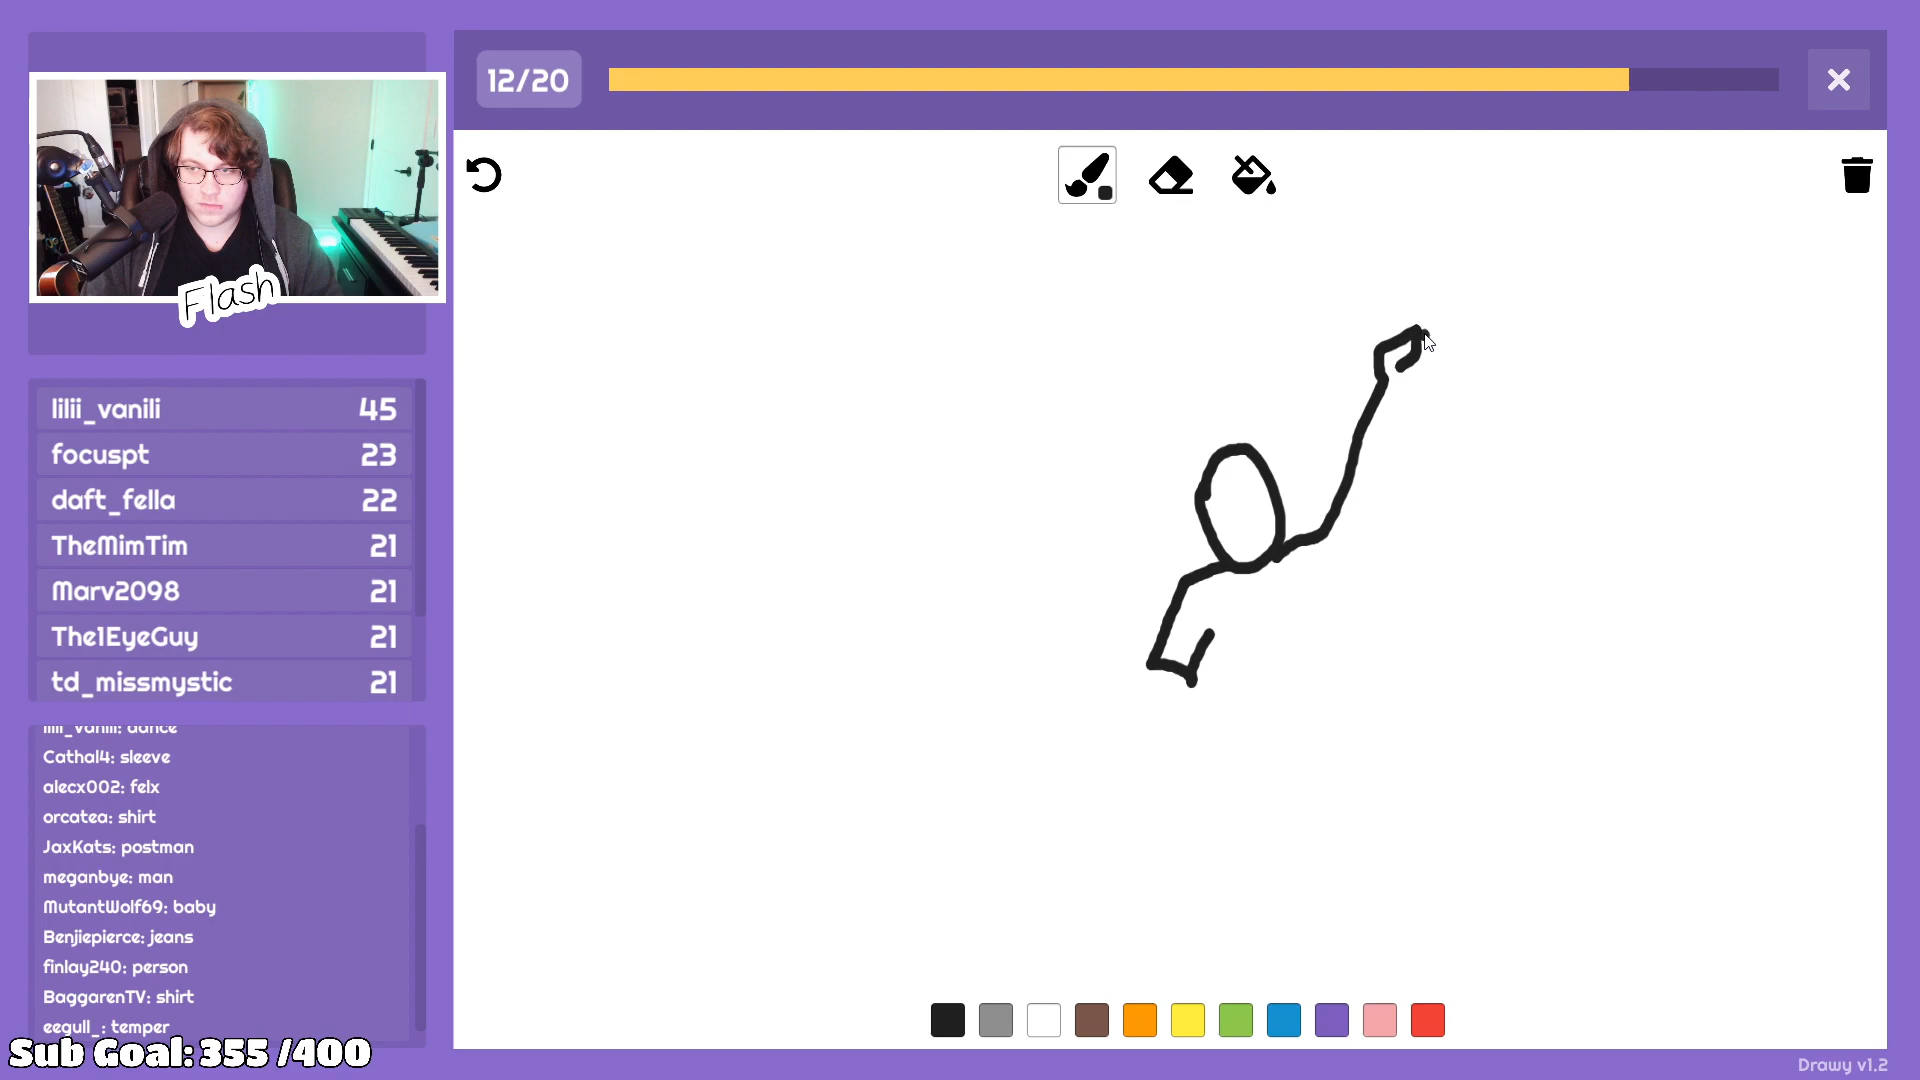 12/20
Flash
lilii_vanili 45
focuspt 23
daft_fella 22
TheMimTim 21
Marv2098 21
The1EyeGuy 21
td_missmystic 21
lilii_vanili: dance
Cathal4: sleeve
alecx002: felx
orcatea: shirt
JaxKats: postman
meganbye: man
MutantWolf69: baby
Benjiepierce: jeans
finlay240: person
BaggarenTV: shirt
eegull_: temper
Sub Goal: 355 /400
Drawy v1.2